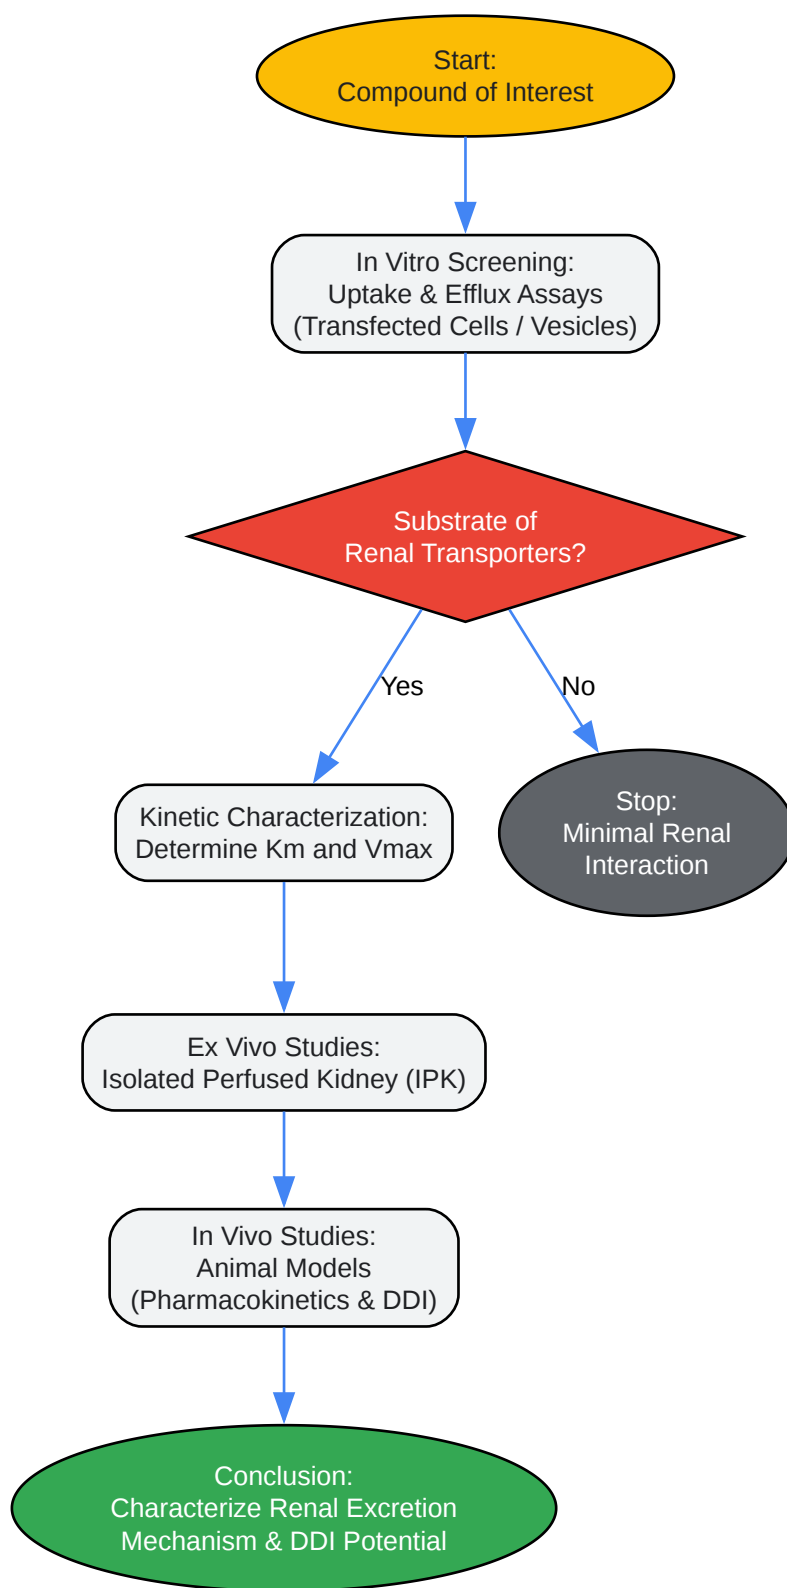 Start:
Compound of Interest
In Vitro Screening:
Uptake & Efflux Assays
(Transfected Cells / Vesicles)
Substrate of
Renal Transporters?
Yes
No
Kinetic Characterization:
Determine Km and Vmax
Stop:
Minimal Renal
Interaction
Ex Vivo Studies:
Isolated Perfused Kidney (IPK)
In Vivo Studies:
Animal Models
(Pharmacokinetics & DDI)
Conclusion:
Characterize Renal Excretion
Mechanism & DDI Potential